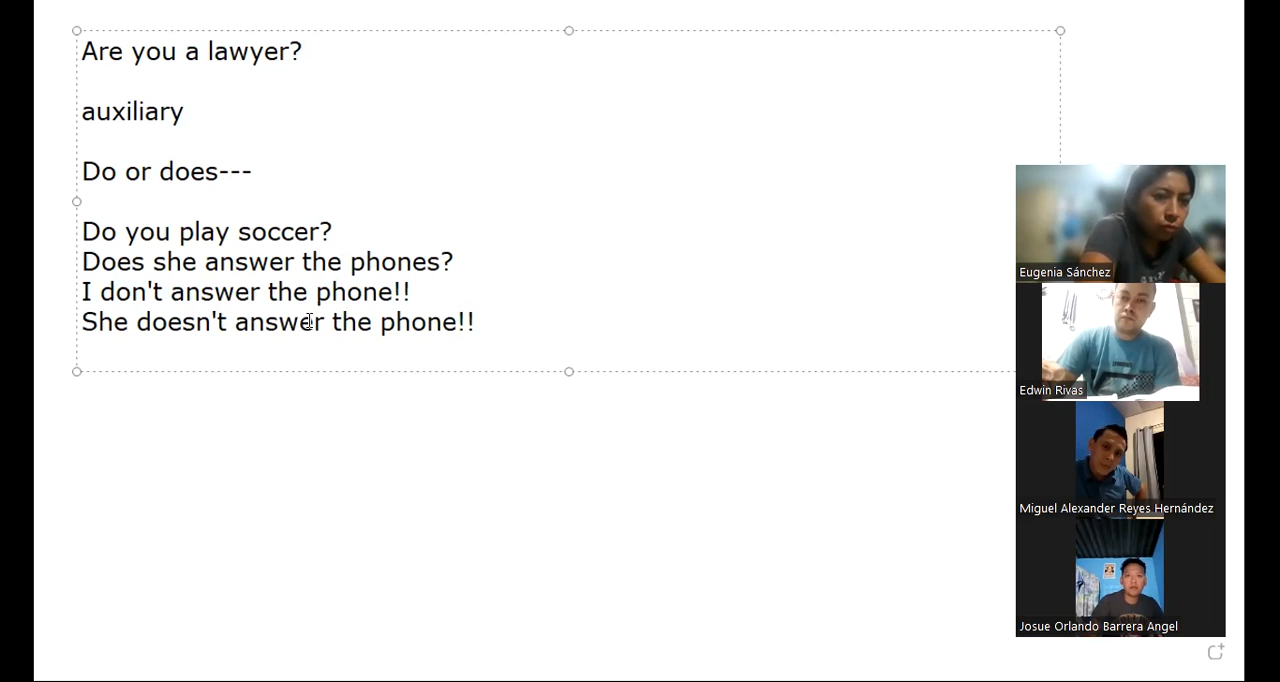 Are you a lawyer?
auxiliary
Do or does---
Do you play soccer?
Does she answer the phones?
I don't answer the phone!!
She doesn't answer the phone!!
Eugenia Sánchez
Edwin Rivas
Miguel Alexander Reyes Hernández
Josue Orlando Barrera Angel